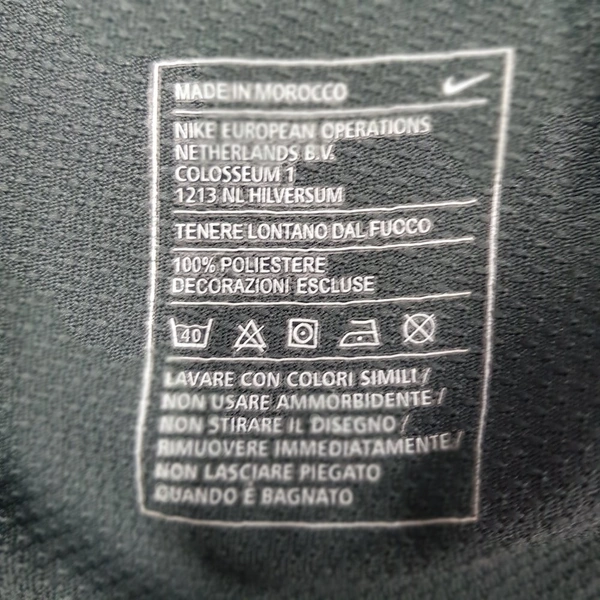 MADE IN MOROCCO
NIKE EUROPEAN OPERATIONS
NETHERLANDS B.V.
COLOSSEUM 1
1213 NL HILVERSUM
TENERE LONTANO DAL FUOCO
100% POLIESTERE
DECORAZIONI ESCLUSE
40
LAVARE CON COLORI SIMILI /
NON USARE AMMORBIDENTE /
NON STIRARE IL DISEGNO /
RIMUOVERE IMMEDIATAMENTE /
NON LASCIARE PIEGATO
QUANDO É BAGNATO